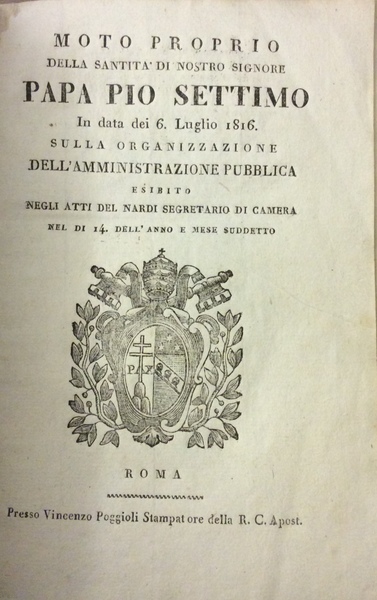 MOTO PROPRIO
DELLA SANTITA' DI NOSTRO SIGNORE
PAPA PIO SETTIMO
In data dei 6. Luglio 1816.
SULLA ORGANIZZAZIONE
DELL'AMMINISTRAZIONE PUBBLICA
ESIBITO
NEGLI ATTI DEL NARDI SEGRETARIO DI CAMERA
NEL DI 14. DELL'ANNO E MESE SUDDETTO
PAX
ROMA
Presso Vincenzo Poggioli Stampatore della R. C. Apost.